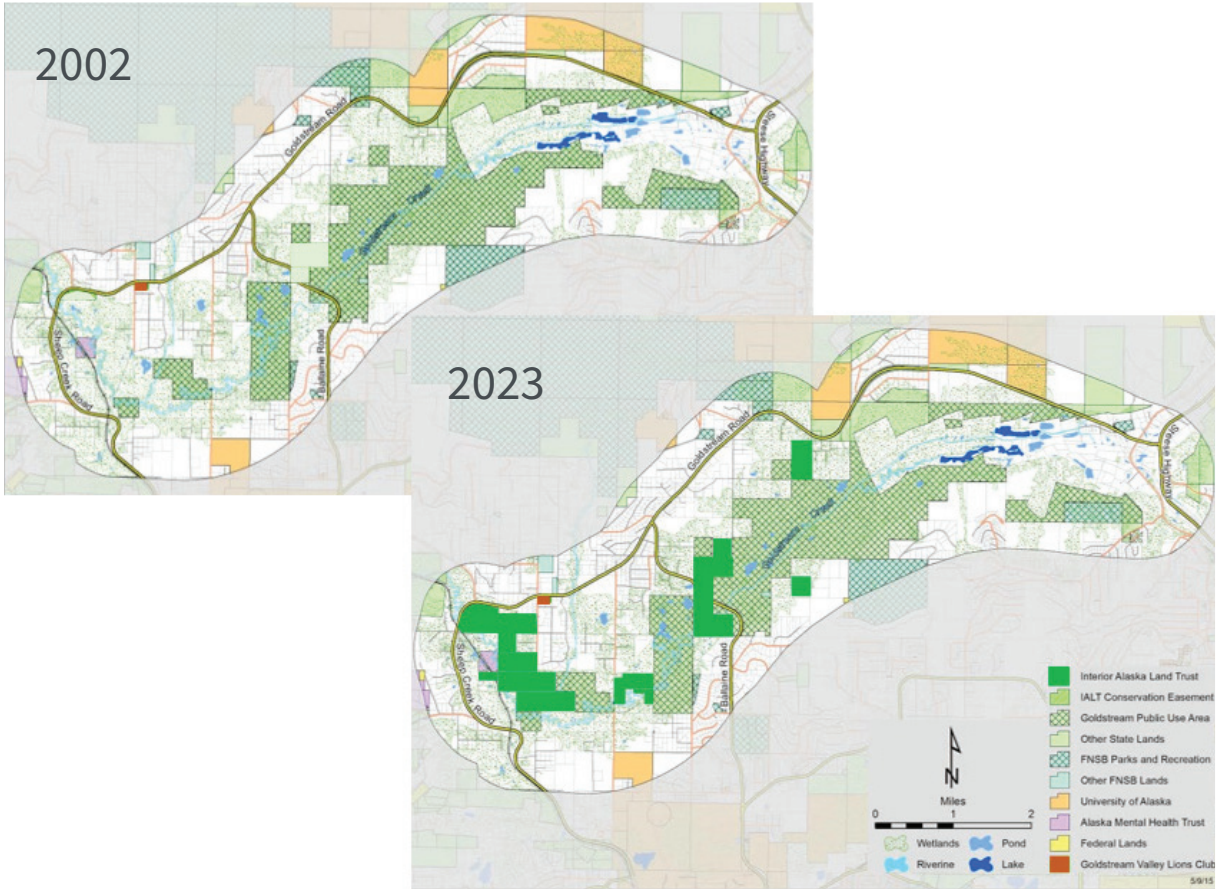 2002
Goldstream Road
Steese Highway
Sheep Creek Road
Ballaine Road
2023
Goldstream Road
Steese Highway
Sheep Creek Road
Ballaine Road
N
Miles
0 1 2
Wetlands
Pond
Riverine
Lake
Interior Alaska Land Trust
IALT Conservation Easement
Goldstream Public Use Area
Other State Lands
FNSB Parks and Recreation
Other FNSB Lands
University of Alaska
Alaska Mental Health Trust
Federal Lands
Goldstream Valley Lions Club
5/9/15